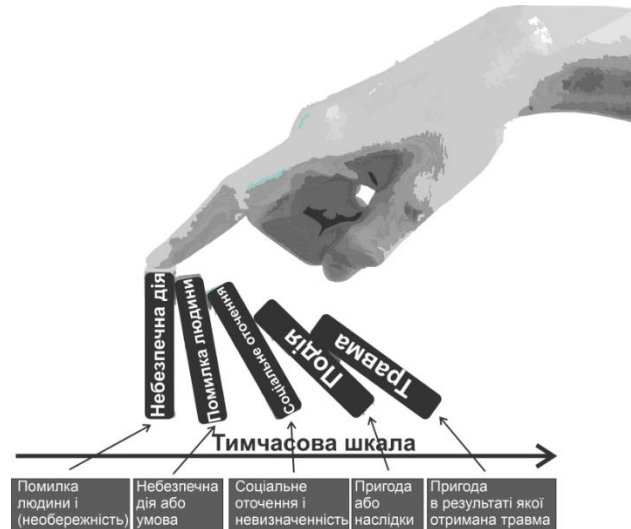 Небезпечна дія
Помилка людини
Соціальне оточення
Подія
Травма
Тимчасова шкала
Помилка
людини і
(необережність)
Небезпечна
дія або
умова
Соціальне
оточення і
невизначенність
Пригода
або
наслідки
Пригода
в результаті якої
отримана травма